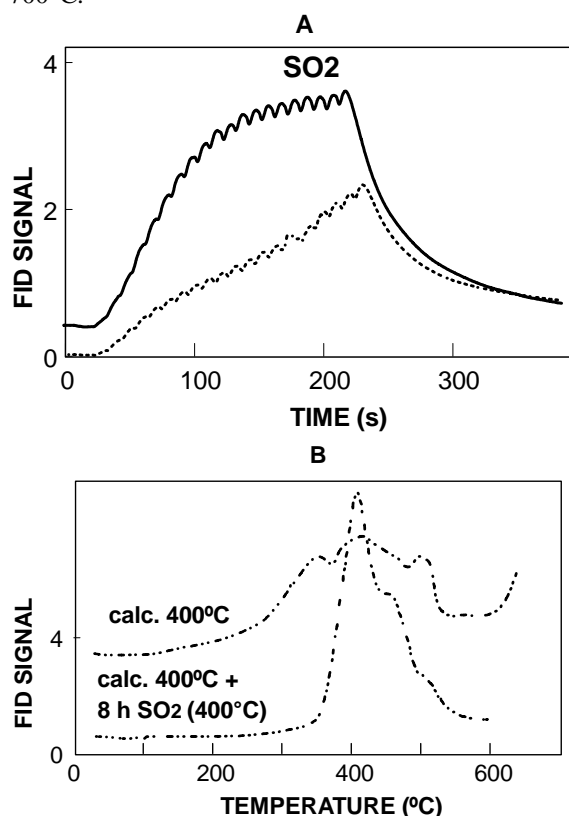 700°C.
A
SO2
4
2
0
FID SIGNAL
0 100 200 300
TIME (s)
B
calc. 400ºC
4
calc. 400ºC +
8 h SO2 (400°C)
0
FID SIGNAL
0 200 400 600
TEMPERATURE (ºC)